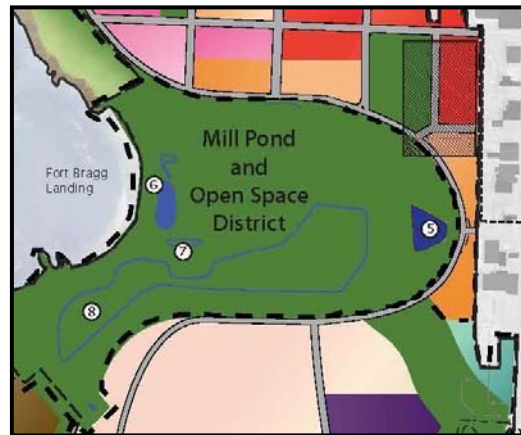 Mill Pond
and
Open Space
District
Fort Bragg
Landing
6
5
7
8